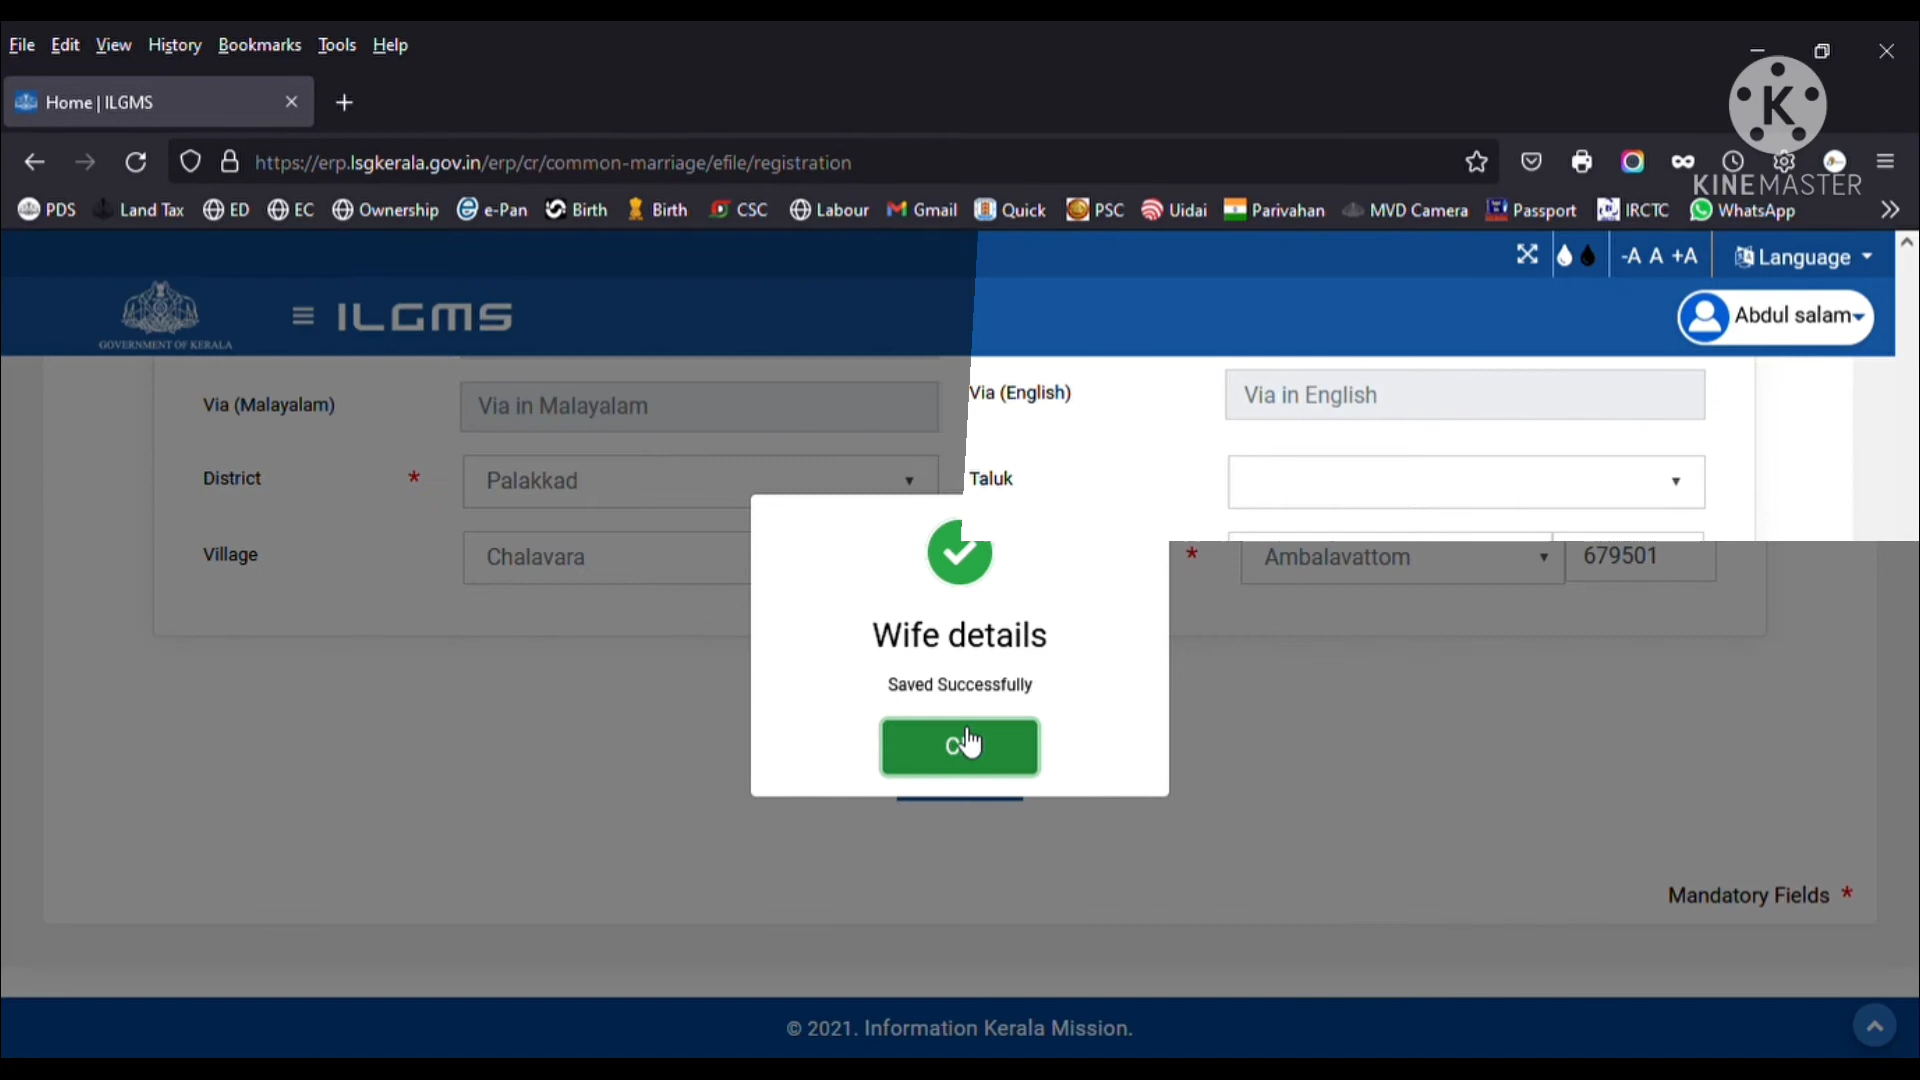 File Edit View History Bookmarks Tools Help
Home | ILGMS
https://erp.lsgkerala.gov.in/erp/cr/common-marriage/efile/registration
K
KINEMASTER
PDS Land Tax ED EC Ownership e-Pan Birth Birth CSC Labour Gmail Quick PSC Uidai Parivahan MVD Camera Passport IRCTC WhatsApp
-A A +A Language
GOVERNMENT OF KERALA
ILGMS
Abdul salam
Via (Malayalam) Via in Malayalam Via (English) Via in English
District * Palakkad Taluk
Village Chalavara * Ambalavattom 679501
Wife details
Saved Successfully
Mandatory Fields *
© 2021. Information Kerala Mission.